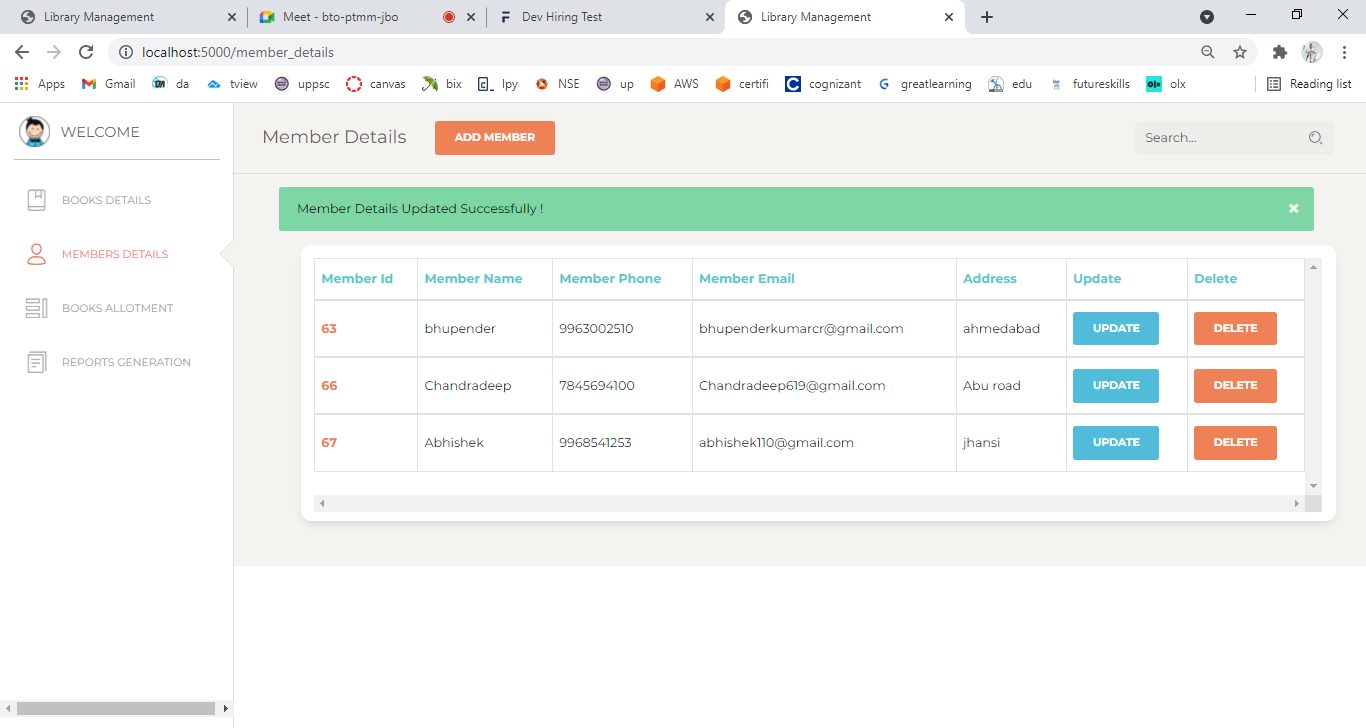 Library Management
Meet - bto-ptmm-jbo
Dev Hiring Test
Library Management
localhost:5000/member_details
Apps Gmail da tview uppsc canvas bix lpy NSE up AWS certifi cognizant greatlearning edu futureskills olx Reading list
WELCOME
BOOKS DETAILS
MEMBERS DETAILS
BOOKS ALLOTMENT
REPORTS GENERATION
Member Details ADD MEMBER Search...
Member Details Updated Successfully !
Member Id Member Name Member Phone Member Email Address Update Delete
63 bhupender 9963002510 bhupenderkumarcr@gmail.com ahmedabad UPDATE DELETE
66 Chandradeep 7845694100 Chandradeep619@gmail.com Abu road UPDATE DELETE
67 Abhishek 9968541253 abhishek110@gmail.com jhansi UPDATE DELETE